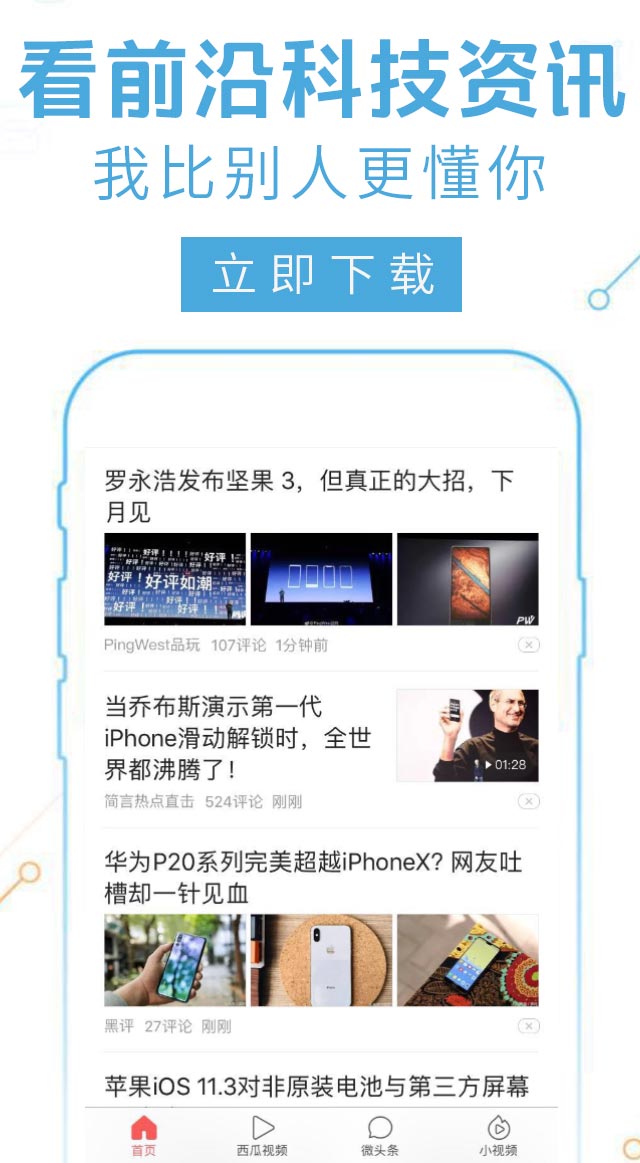 看前沿科技资讯
我比别人更懂你
立即下载
罗永浩发布坚果 3，但真正的大招，下
月见
好评！
好评！
好评！好评如潮
好评！
好评！
PW
PingWest品玩 107评论 1分钟前
当乔布斯演示第一代
iPhone滑动解锁时，全世
界都沸腾了！
01:28
简言热点直击 524评论 刚刚
华为P20系列完美超越iPhoneX？网友吐
槽却一针见血
黑评 27评论 刚刚
苹果iOS 11.3对非原装电池与第三方屏幕
首页 西瓜视频 微头条 小视频